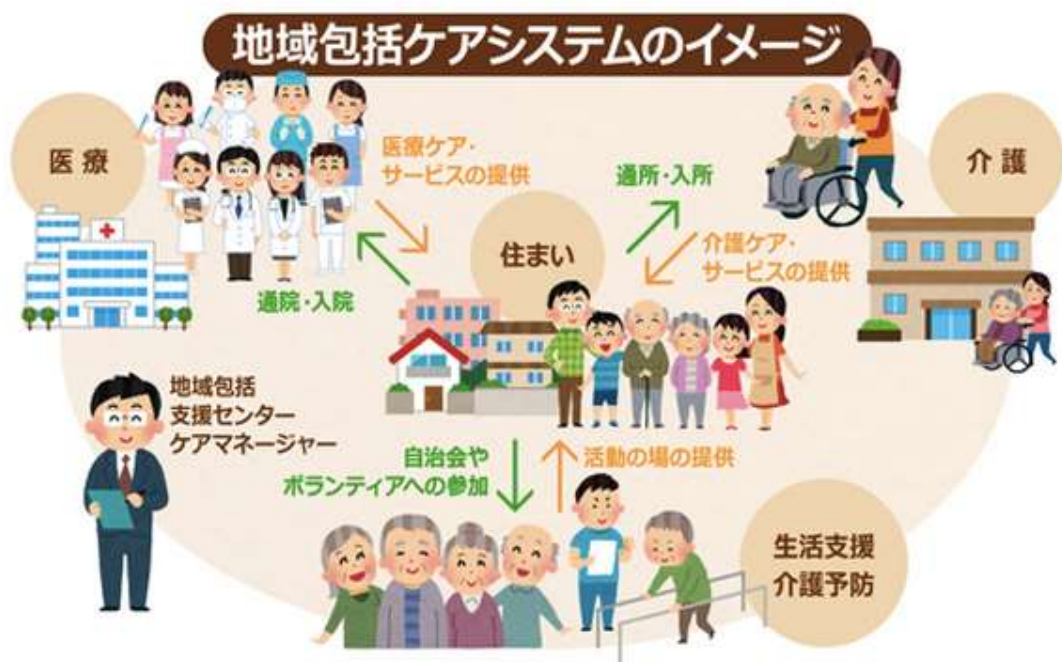 地域包括ケアシステムのイメージ
医療
医療ケア・
サービスの提供
通院・入院
住まい
通所・入所
介護ケア・
サービスの提供
介護
地域包括
支援センター
ケアマネージャー
自治会や
ボランティアへの参加
活動の場の提供
生活支援
介護予防